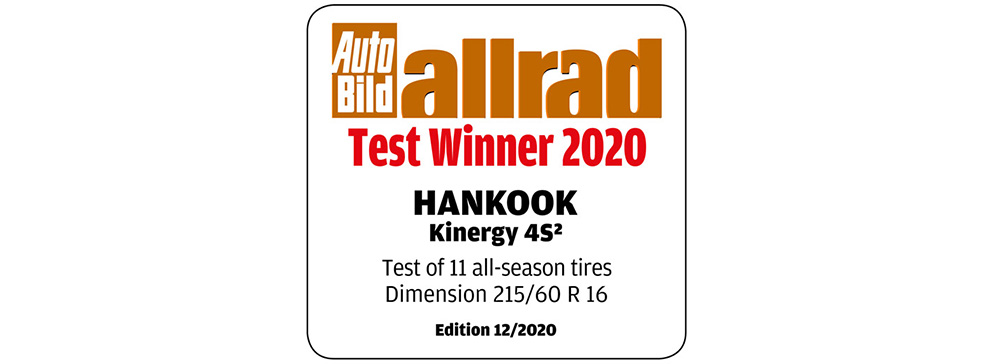 Auto Bild allrad
Test Winner 2020
HANKOOK
Kinergy 4S²
Test of 11 all-season tires
Dimension 215/60 R 16
Edition 12/2020